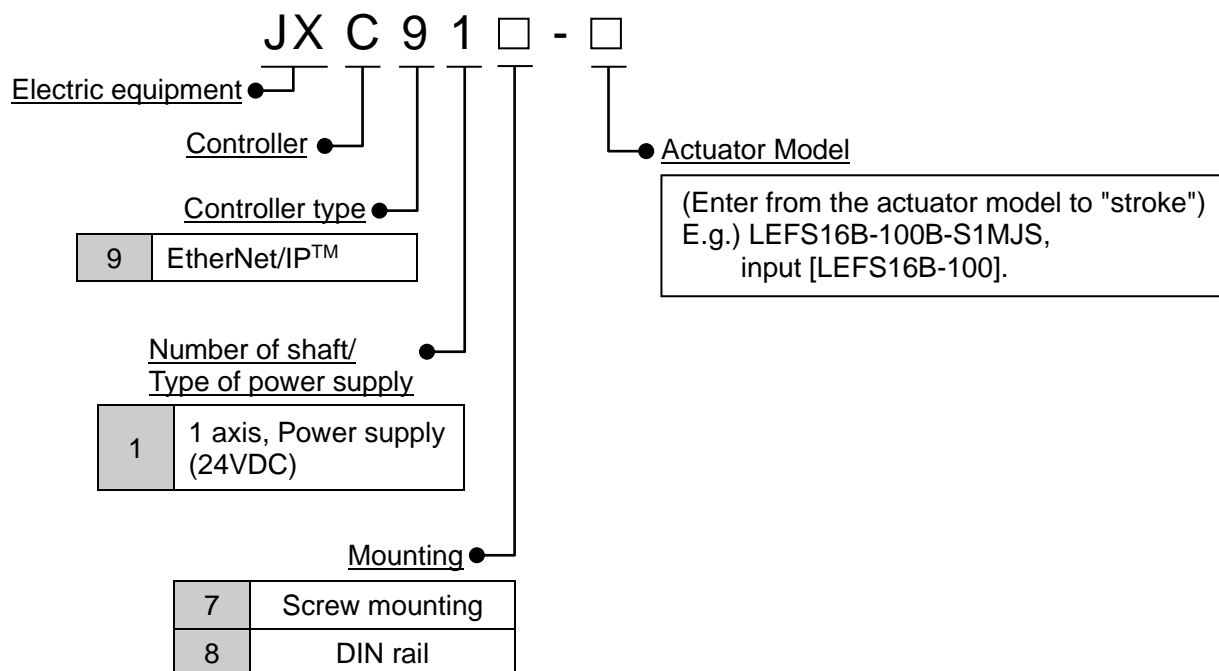 JX C 9 1 □ - □
Electric equipment
Controller
Actuator Model
(Enter from the actuator model to "stroke")
E.g.) LEFS16B-100B-S1MJS,
input [LEFS16B-100].
Controller type
9 EtherNet/IP™
Number of shaft/
Type of power supply
1 1 axis, Power supply
(24VDC)
Mounting
7 Screw mounting
8 DIN rail